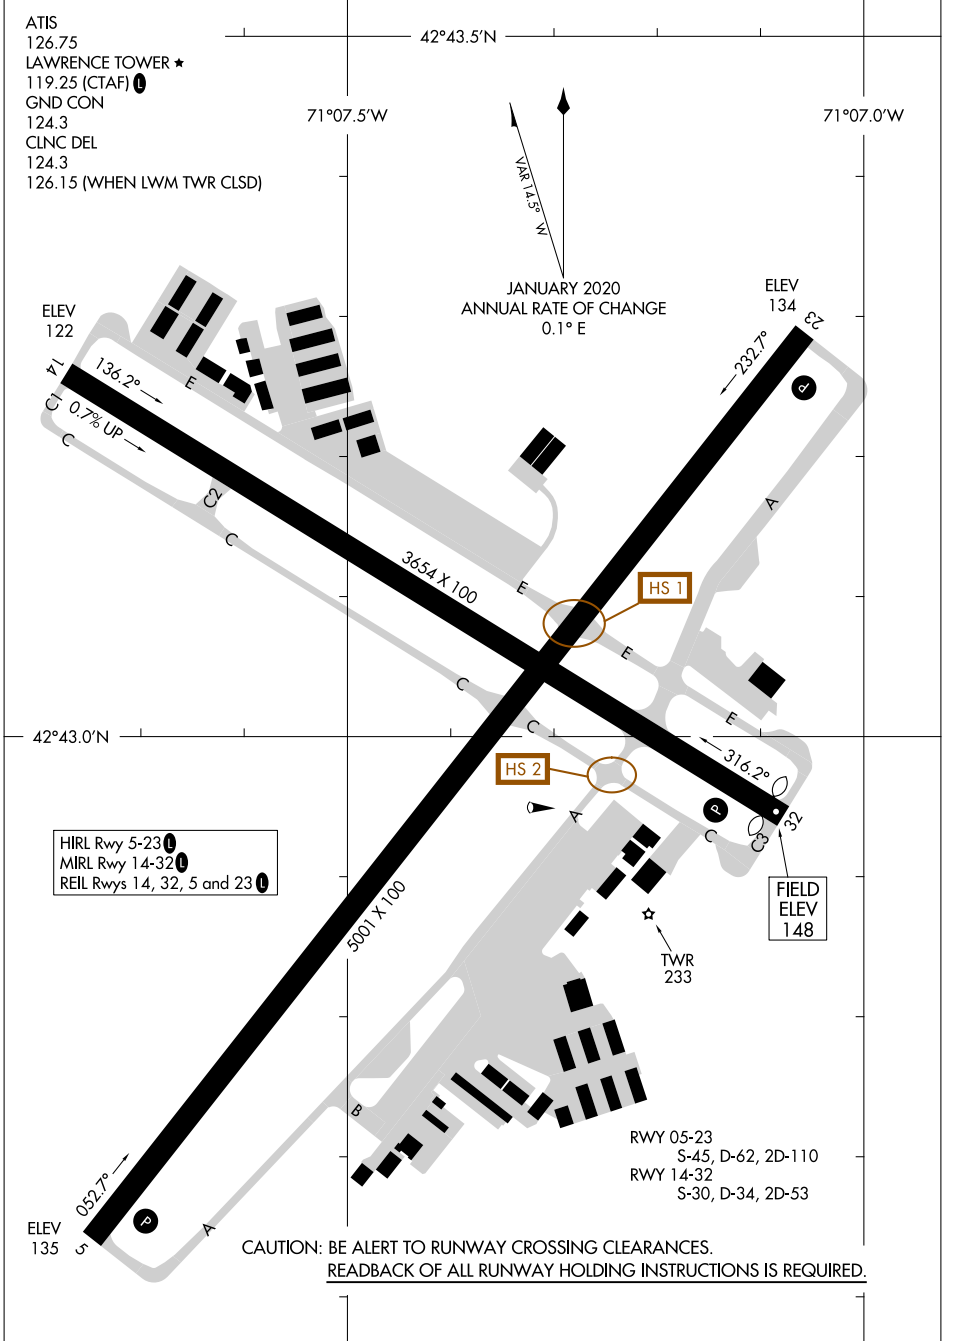 ATIS
126.75
LAWRENCE TOWER ★
119.25 (CTAF) L
GND CON
124.3
CLNC DEL
124.3
126.15 (WHEN LWM TWR CLSD)
42°43.5'N
71°07.5'W
71°07.0'W
VAR 14.5° W
JANUARY 2020
ANNUAL RATE OF CHANGE
0.1° E
ELEV
134
23
232.7°
P
ELEV
122
14
136.2°
0.7% UP
E
C1
C
C2
C
A
3654 X 100
E
HS 1
E
C
C
E
42°43.0'N
316.2°
HS 2
A
P
C
C3
32
HIRL Rwy 5-23 L
MIRL Rwy 14-32 L
REIL Rwys 14, 32, 5 and 23 L
5001 X 100
FIELD
ELEV
148
TWR
233
B
RWY 05-23
S-45, D-62, 2D-110
RWY 14-32
S-30, D-34, 2D-53
052.7°
P
A
ELEV
135
5
CAUTION: BE ALERT TO RUNWAY CROSSING CLEARANCES.
READBACK OF ALL RUNWAY HOLDING INSTRUCTIONS IS REQUIRED.